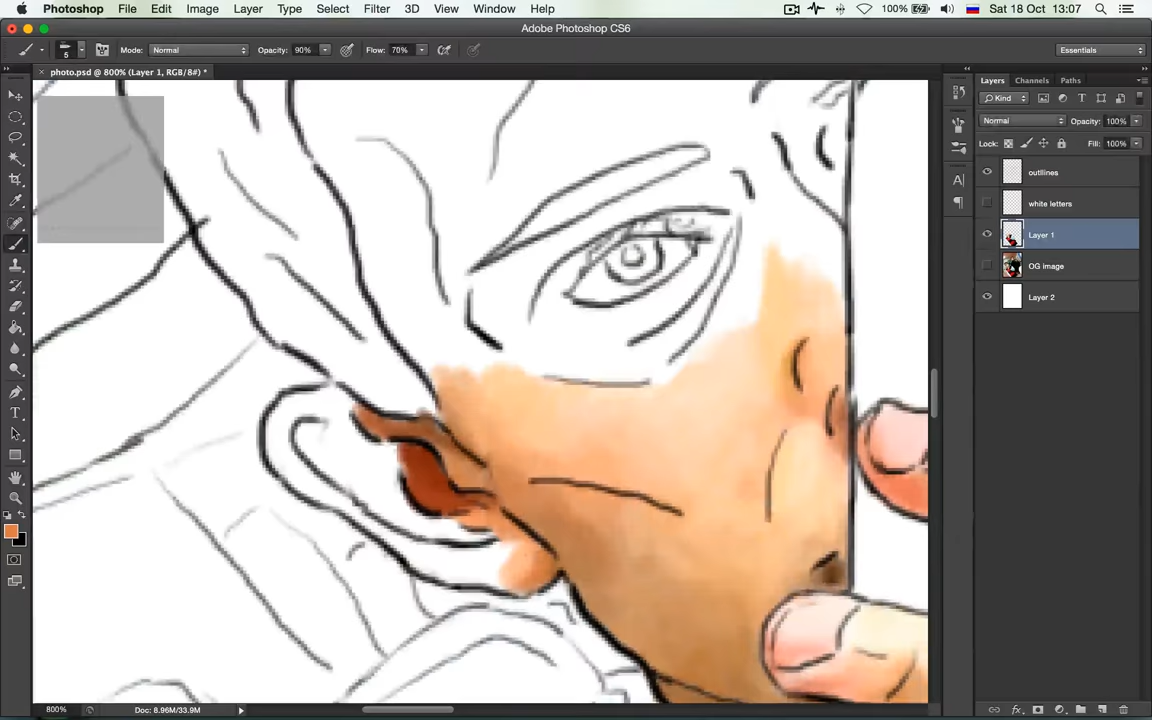 Photoshop File Edit Image Layer Type Select Filter 3D View Window Help 100% Sat 18 Oct 13:07
Adobe Photoshop CS6
5 Mode: Normal Opacity: 90% Flow: 70% Essentials
× photo.psd @ 800% (Layer 1, RGB/8#) *
Layers Channels Paths
Kind
Normal Opacity: 100%
Lock: Fill: 100%
outllines
white letters
Layer 1
OG image
Layer 2
800% Doc: 8.96M/33.9M